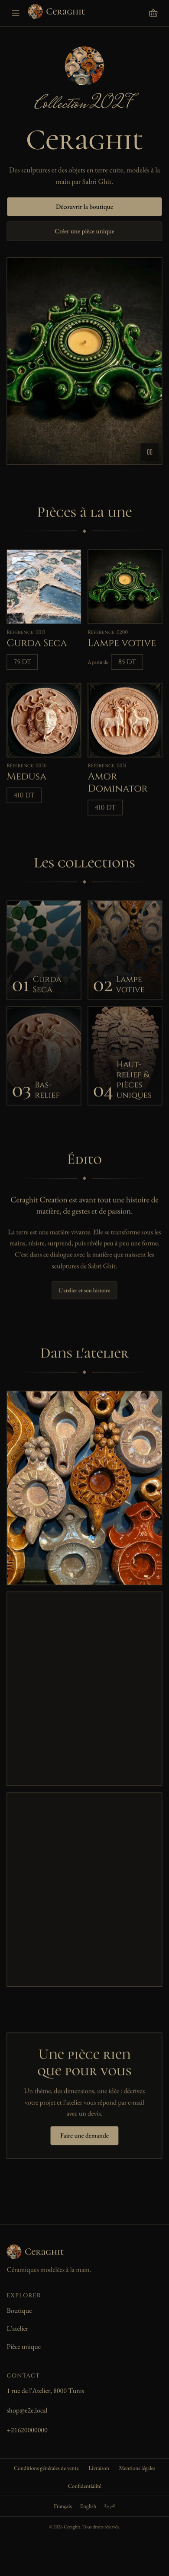 Ceraghit
Collection 2027
Ceraghit
Des sculptures et des objets en terre cuite, modelés à la
main par Sabri Ghit.
Découvrir la boutique
Créer une pièce unique
Pièces à la une
Curda Seca
75 DT
Lampe votive
À partir de
85 DT
Medusa
410 DT
Amor
Dominator
410 DT
Les collections
01 Curda
Seca
02 Lampe
votive
03 Bas-
relief
04 Haut-
relief &
pièces
uniques
Édito
Ceraghit Creation est avant tout une histoire de
matière, de gestes et de passion.
La terre est une matière vivante. Elle se transforme sous les
mains, résiste, surprend, puis révèle peu à peu une forme.
C'est dans ce dialogue avec la matière que naissent les
sculptures de Sabri Ghit.
L'atelier et son histoire
Dans l'atelier
Une pièce rien
que pour vous
Un thème, des dimensions, une idée : décrivez
votre projet et l'atelier vous répond par e-mail
avec un devis.
Faire une demande
Ceraghit
Céramiques modelées à la main.
Explorer
Boutique
L'atelier
Pièce unique
Contact
1 rue de l'Atelier, 8000 Tunis
shop@e2e.local
+21620000000
Conditions générales de vente
Livraison
Mentions légales
Confidentialité
Français
English
العربية
© 2026 Ceraghit. Tous droits réservés.